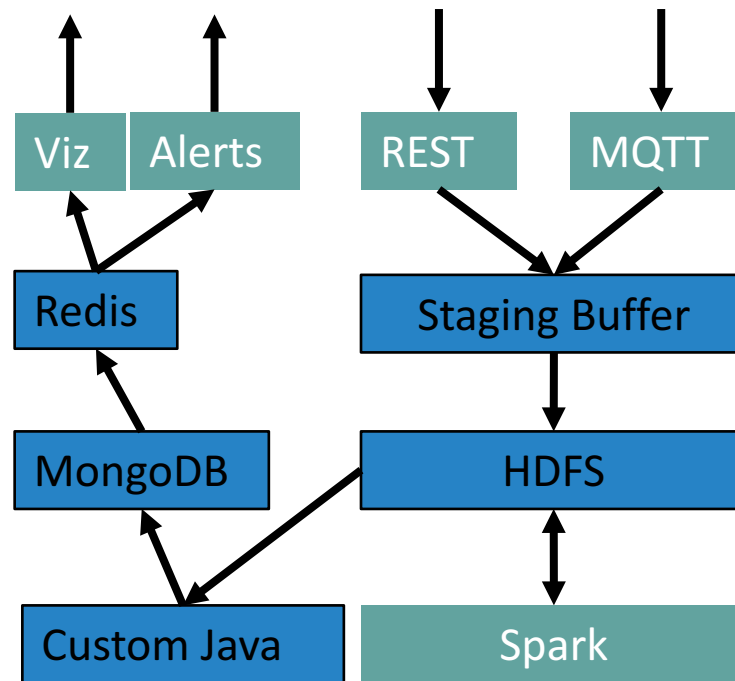 Viz
Alerts
REST
MQTT
Redis
Staging Buffer
MongoDB
HDFS
Custom Java
Spark